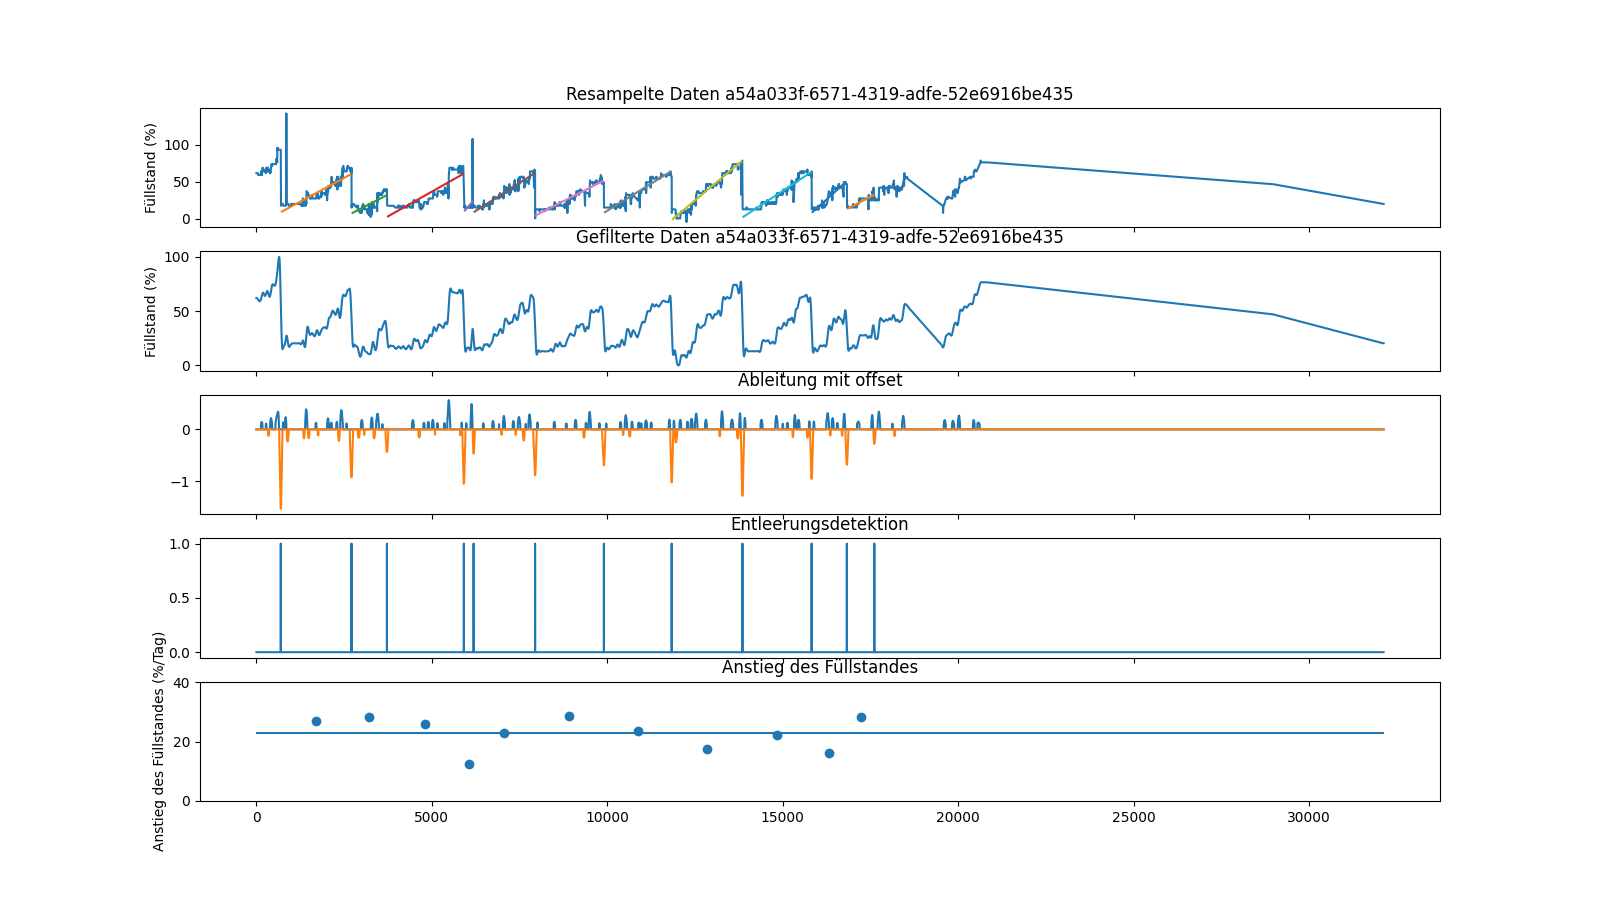 Resampelte Daten a54a033f-6571-4319-adfe-52e6916be435
Füllstand (%)
100
50
0
Gefilterte Daten a54a033f-6571-4319-adfe-52e6916be435
Füllstand (%)
100
50
0
Ableitung mit offset
0
−1
Entleerungsdetektion
1.0
0.5
0.0
Anstieg des Füllstandes
Anstieg des Füllstandes (%/Tag)
40
20
0
0 5000 10000 15000 20000 25000 30000